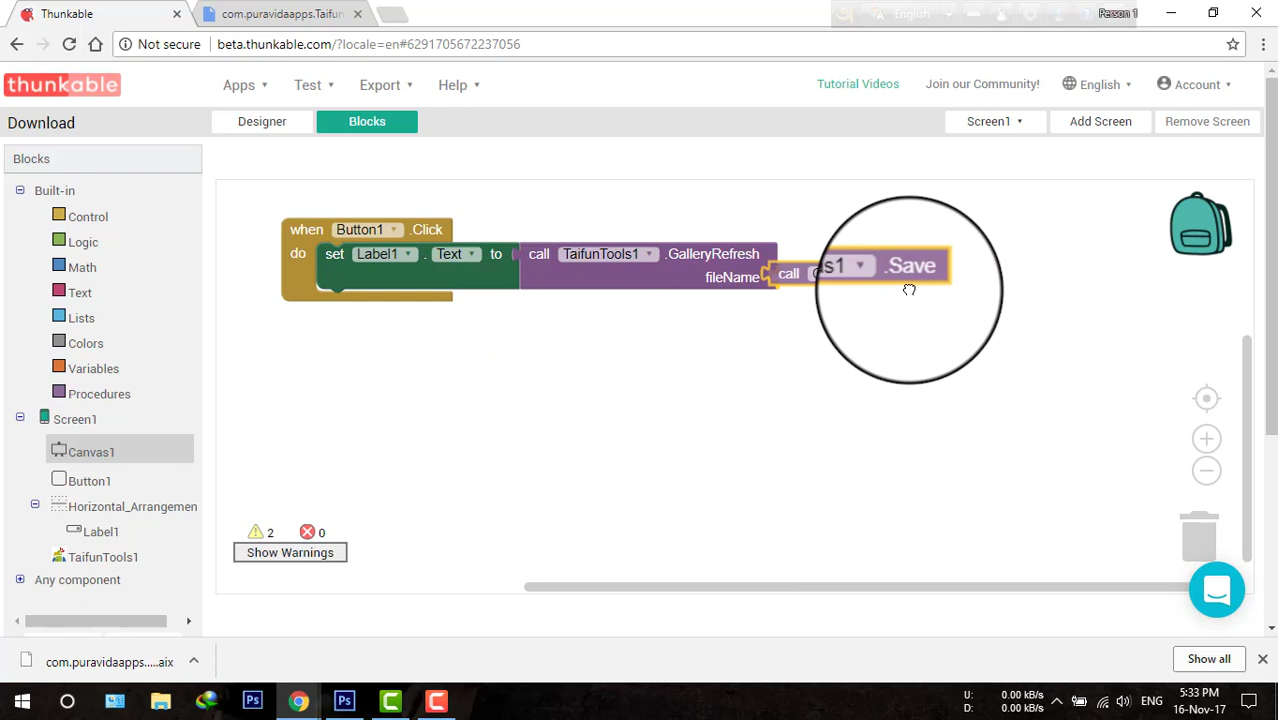 Thunkable
com.puravidaapps.Taifun
English
Person 1
Not secure
beta.thunkable.com/?locale=en#6291705672237056
thunkable
Apps
Test
Export
Help
Tutorial Videos
Join our Community!
English
Account
Download
Designer
Blocks
Screen1
Add Screen
Remove Screen
Blocks
Built-in
Control
Logic
Math
Text
Lists
Colors
Variables
Procedures
Screen1
Canvas1
Button1
Horizontal_Arrangemen
Label1
TaifunTools1
Any component
when Button1 .Click
do set Label1 . Text to call TaifunTools1 .GalleryRefresh
fileName call s1 .Save
2 0
Show Warnings
com.puravidaapps.....aix
Show all
U: 0.00 kB/s
D: 0.00 kB/s
ENG
5:33 PM
16-Nov-17